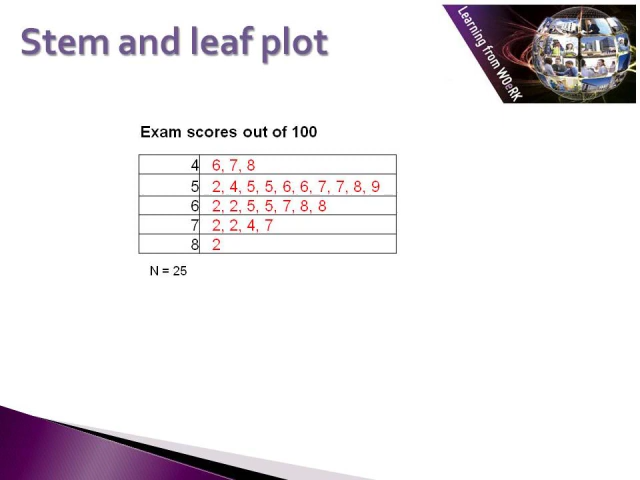 Stem and leaf plot
Learning from WOeRK
Exam scores out of 100
4 6, 7, 8
5 2, 4, 5, 5, 6, 6, 7, 7, 8, 9
6 2, 2, 5, 5, 7, 8, 8
7 2, 2, 4, 7
8 2
N = 25